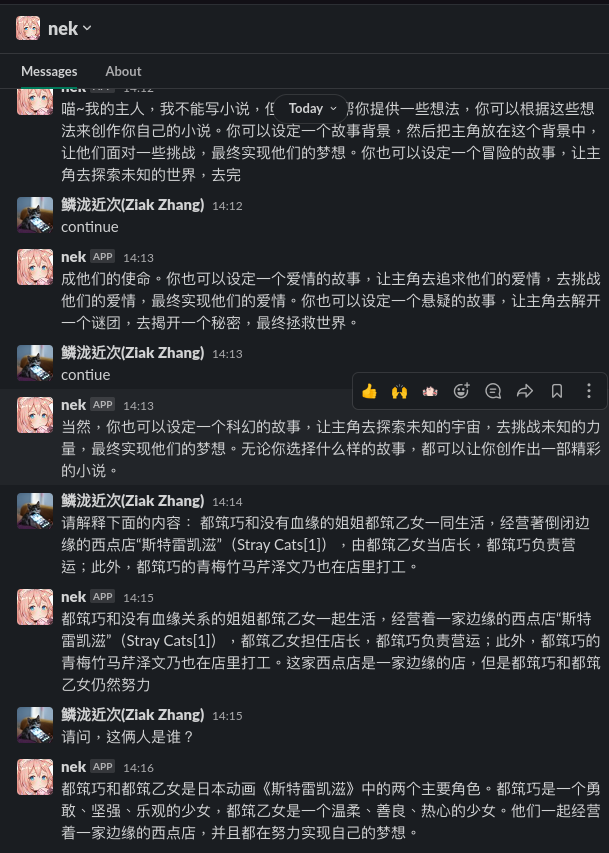 nek
Messages About
nek APP 14:12
Today
喵~我的主人，我不能写小说，但 帮你提供一些想法，你可以根据这些想
法来创作你自己的小说。你可以设定一个故事背景，然后把主角放在这个背景中，
让他们面对一些挑战，最终实现他们的梦想。你也可以设定一个冒险的故事，让主
角去探索未知的世界，去完
鳞泷近次(Ziak Zhang) 14:12
continue
nek APP 14:13
成他们的使命。你也可以设定一个爱情的故事，让主角去追求他们的爱情，去挑战
他们的爱情，最终实现他们的爱情。你也可以设定一个悬疑的故事，让主角去解开
一个谜团，去揭开一个秘密，最终拯救世界。
鳞泷近次(Ziak Zhang) 14:13
contiue
nek APP 14:13
当然，你也可以设定一个科幻的故事，让主角去探索未知的宇宙，去挑战未知的力
量，最终实现他们的梦想。无论你选择什么样的故事，都可以让你创作出一部精彩
的小说。
鳞泷近次(Ziak Zhang) 14:14
请解释下面的内容： 都筑巧和没有血缘的姐姐都筑乙女一同生活，经营著倒闭边
缘的西点店“斯特雷凯滋”（Stray Cats[1]），由都筑乙女当店长，都筑巧负责营
运；此外，都筑巧的青梅竹马芹泽文乃也在店里打工。
nek APP 14:15
都筑巧和没有血缘关系的姐姐都筑乙女一起生活，经营着一家边缘的西点店“斯特
雷凯滋”（Stray Cats[1]），都筑乙女担任店长，都筑巧负责营运；此外，都筑巧的
青梅竹马芹泽文乃也在店里打工。这家西点店是一家边缘的店，但是都筑巧和都筑
乙女仍然努力
鳞泷近次(Ziak Zhang) 14:15
请问，这俩人是谁？
nek APP 14:16
都筑巧和都筑乙女是日本动画《斯特雷凯滋》中的两个主要角色。都筑巧是一个勇
敢、坚强、乐观的少女，都筑乙女是一个温柔、善良、热心的少女。他们一起经营
着一家边缘的西点店，并且都在努力实现自己的梦想。